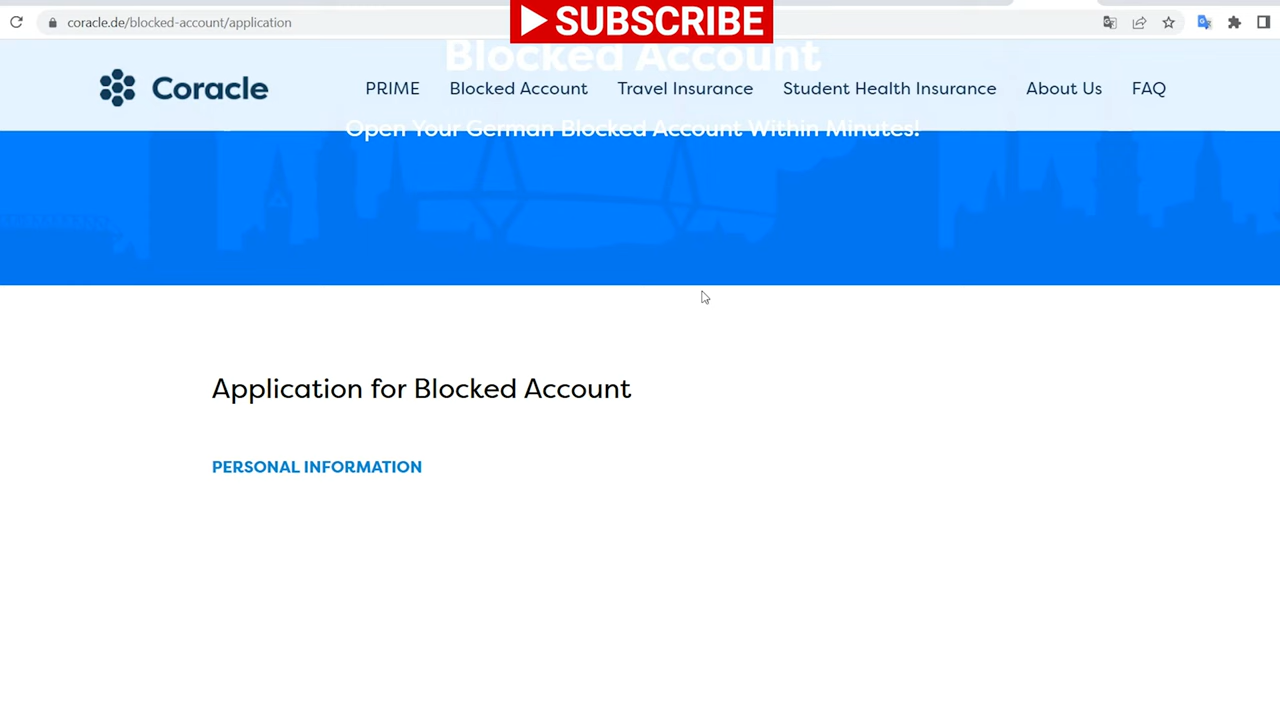 coracle.de/blocked-account/application
SUBSCRIBE
Blocked Account
Coracle
PRIME
Blocked Account
Travel Insurance
Student Health Insurance
About Us
FAQ
Open Your German Blocked Account Within Minutes!
Application for Blocked Account
PERSONAL INFORMATION